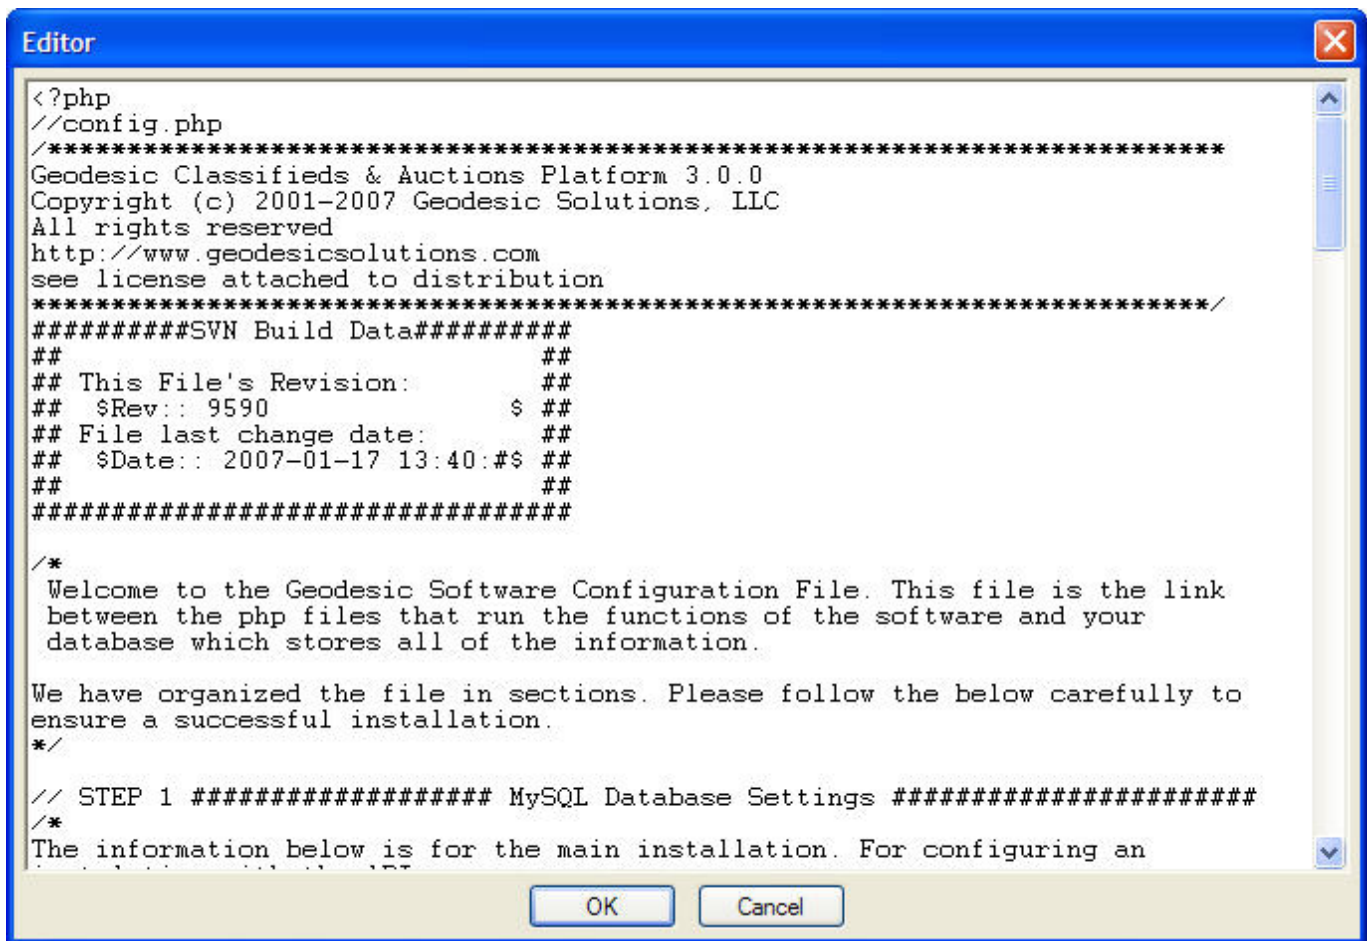 Editor
<?php
//config.php
/**************************************************************************
Geodesic Classifieds & Auctions Platform 3.0.0
Copyright (c) 2001-2007 Geodesic Solutions, LLC
All rights reserved
http://www.geodesicsolutions.com
see license attached to distribution
**************************************************************************/
##########SVN Build Data##########
##                              ##
## This File's Revision:        ##
##  $Rev:: 9590               $ ##
## File last change date:       ##
##  $Date:: 2007-01-17 13:40:#$ ##
##                              ##
##################################
/*
Welcome to the Geodesic Software Configuration File. This file is the link
between the php files that run the functions of the software and your
database which stores all of the information.
We have organized the file in sections. Please follow the below carefully to
ensure a successful installation.
*/
// STEP 1 ################### MySQL Database Settings #######################
/*
The information below is for the main installation. For configuring an
OK
Cancel